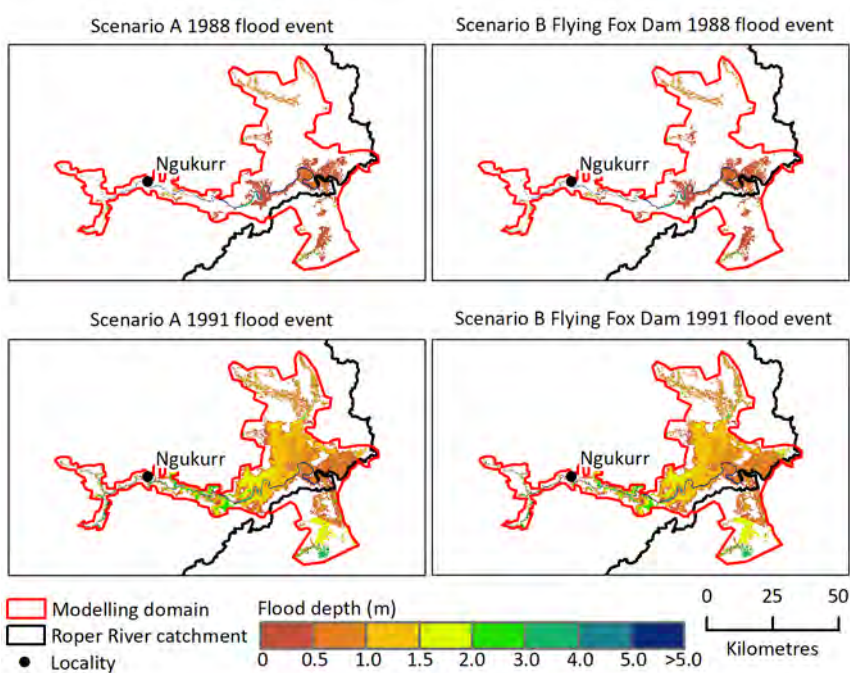 Scenario A 1988 flood event
Scenario B Flying Fox Dam 1988 flood event
Ngukurr
Ngukurr
Scenario A 1991 flood event
Scenario B Flying Fox Dam 1991 flood event
Ngukurr
Ngukurr
Modelling domain
Roper River catchment
Locality
Flood depth (m)
0 0.5 1.0 1.5 2.0 3.0 4.0 5.0 >5.0
0 25 50
Kilometres